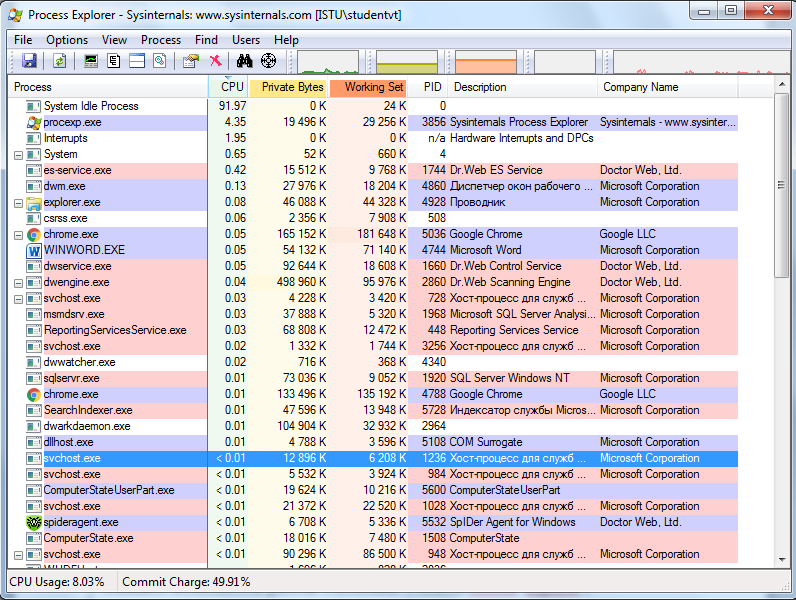 Process Explorer - Sysinternals: www.sysinternals.com [ISTU\studentvt]
File Options View Process Find Users Help
Process CPU Private Bytes Working Set PID Description Company Name
System Idle Process 91.97 0 K 24 K 0
procexp.exe 4.35 19 496 K 29 256 K 3856 Sysinternals Process Explorer Sysinternals - www.sysinter...
Interrupts 1.95 0 K 0 K n/a Hardware Interrupts and DPCs
System 0.65 52 K 660 K 4
es-service.exe 0.42 15 512 K 9 768 K 1744 Dr.Web ES Service Doctor Web, Ltd.
dwm.exe 0.13 27 976 K 18 204 K 4860 Диспетчер окон рабочего ... Microsoft Corporation
explorer.exe 0.08 46 088 K 44 328 K 4928 Проводник Microsoft Corporation
csrss.exe 0.06 2 356 K 7 908 K 508
chrome.exe 0.05 165 152 K 181 648 K 5036 Google Chrome Google LLC
WINWORD.EXE 0.05 54 132 K 71 140 K 4744 Microsoft Word Microsoft Corporation
dwservice.exe 0.05 92 644 K 18 608 K 1660 Dr.Web Control Service Doctor Web, Ltd.
dwengine.exe 0.04 498 960 K 95 976 K 2860 Dr.Web Scanning Engine Doctor Web, Ltd.
svchost.exe 0.03 4 228 K 3 420 K 728 Хост-процесс для служб ... Microsoft Corporation
msmdsrv.exe 0.03 37 888 K 5 320 K 1968 Microsoft SQL Server Analysi... Microsoft Corporation
ReportingServicesService.exe 0.03 68 808 K 12 472 K 448 Reporting Services Service Microsoft Corporation
svchost.exe 0.02 1 332 K 1 744 K 3256 Хост-процесс для служб ... Microsoft Corporation
dwwatcher.exe 0.02 716 K 368 K 4340
sqlservr.exe 0.01 73 036 K 9 052 K 1920 SQL Server Windows NT Microsoft Corporation
chrome.exe 0.01 133 496 K 135 192 K 4788 Google Chrome Google LLC
SearchIndexer.exe 0.01 47 596 K 13 948 K 5728 Индексатор службы Micros... Microsoft Corporation
dwarkdaemon.exe 0.01 104 904 K 32 932 K 2964
dllhost.exe 0.01 4 788 K 3 596 K 5108 COM Surrogate Microsoft Corporation
svchost.exe < 0.01 12 896 K 6 208 K 1236 Хост-процесс для служб ... Microsoft Corporation
svchost.exe < 0.01 5 532 K 3 924 K 984 Хост-процесс для служб ... Microsoft Corporation
ComputerStateUserPart.exe < 0.01 19 624 K 10 216 K 5600 ComputerStateUserPart
svchost.exe < 0.01 21 372 K 22 520 K 1028 Хост-процесс для служб ... Microsoft Corporation
spideragent.exe < 0.01 6 708 K 5 336 K 5532 SpIDer Agent for Windows Doctor Web, Ltd.
ComputerState.exe < 0.01 18 016 K 7 480 K 1508 ComputerState
svchost.exe < 0.01 90 296 K 86 500 K 948 Хост-процесс для служб ... Microsoft Corporation
CPU Usage: 8.03% Commit Charge: 49.91%